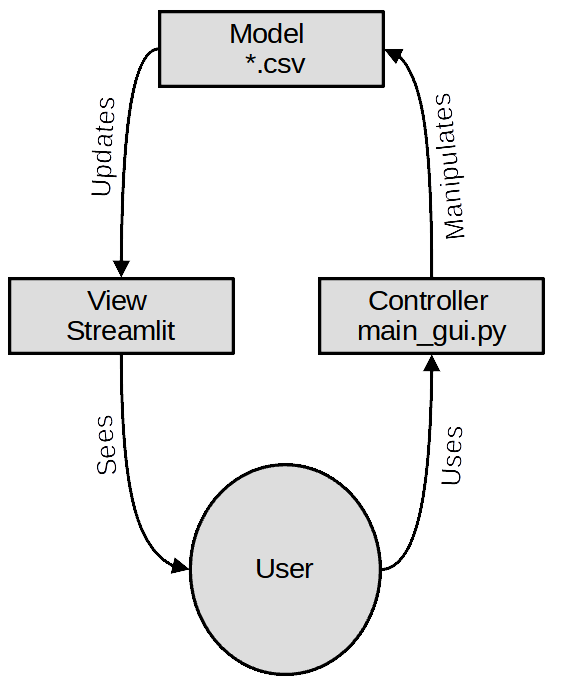 Model
*.csv
Updates
Manipulates
View
Streamlit
Controller
main_gui.py
Sees
Uses
User